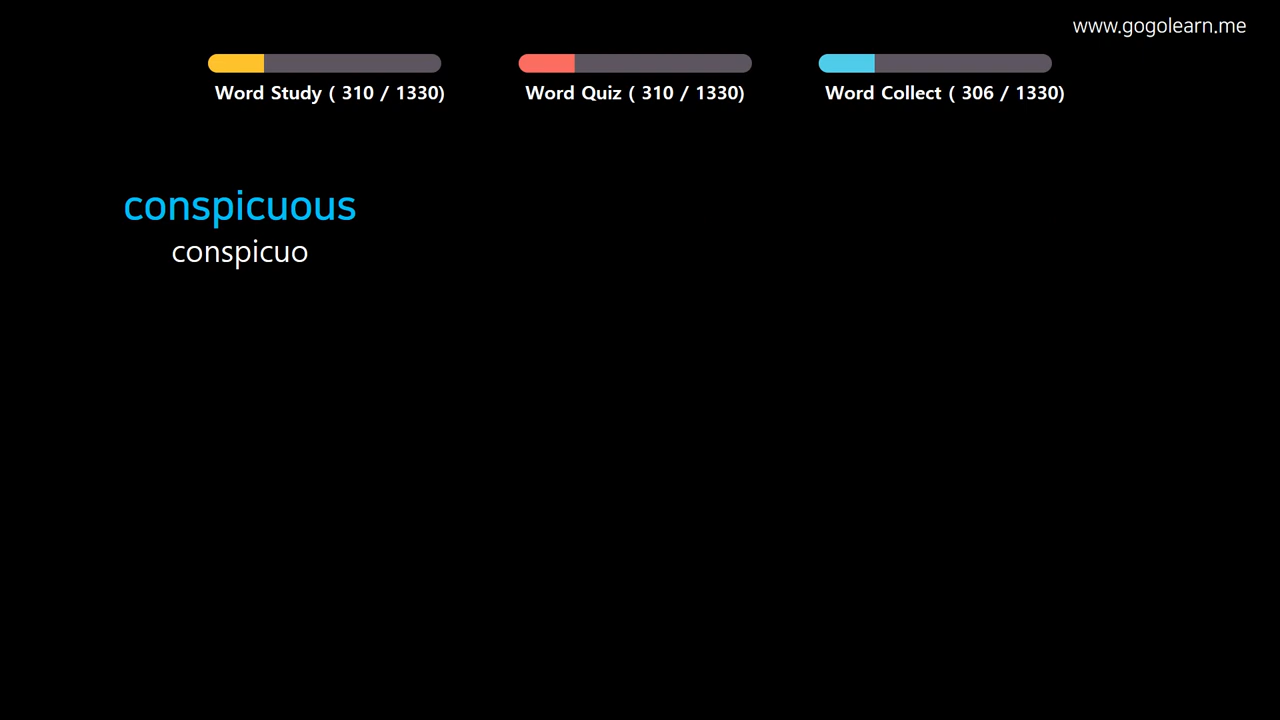 www.gogolearn.me
Word Study ( 310 / 1330)
Word Quiz ( 310 / 1330)
Word Collect ( 306 / 1330)
conspicuous
conspicuo